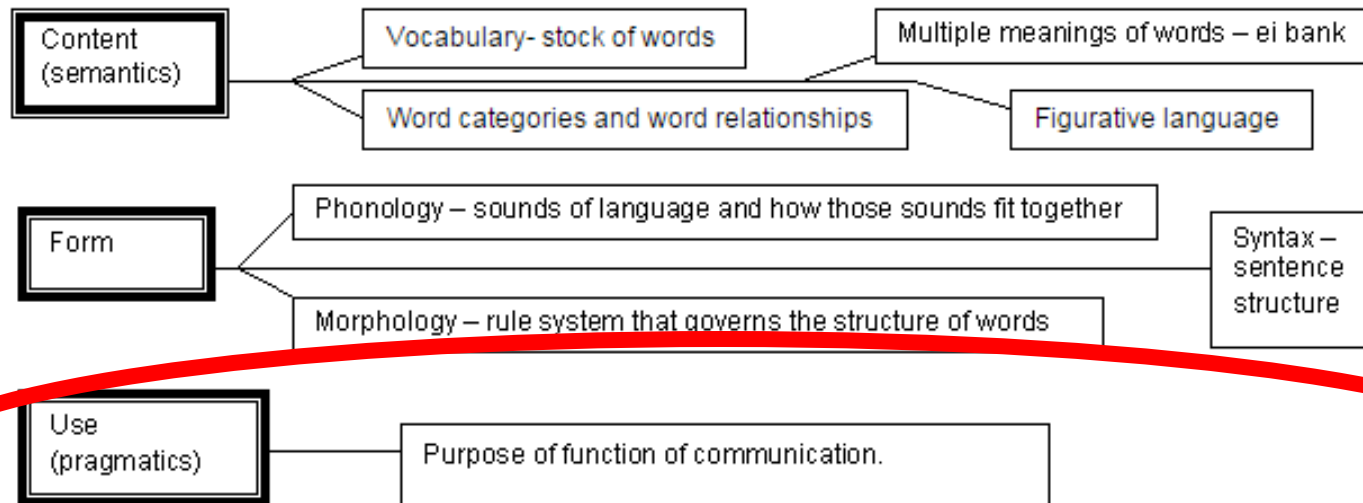 Content
(semantics)
Vocabulary- stock of words
Multiple meanings of words – ei bank
Word categories and word relationships
Figurative language
Form
Phonology – sounds of language and how those sounds fit together
Syntax –
sentence
structure
Morphology – rule system that governs the structure of words
Use
(pragmatics)
Purpose of function of communication.